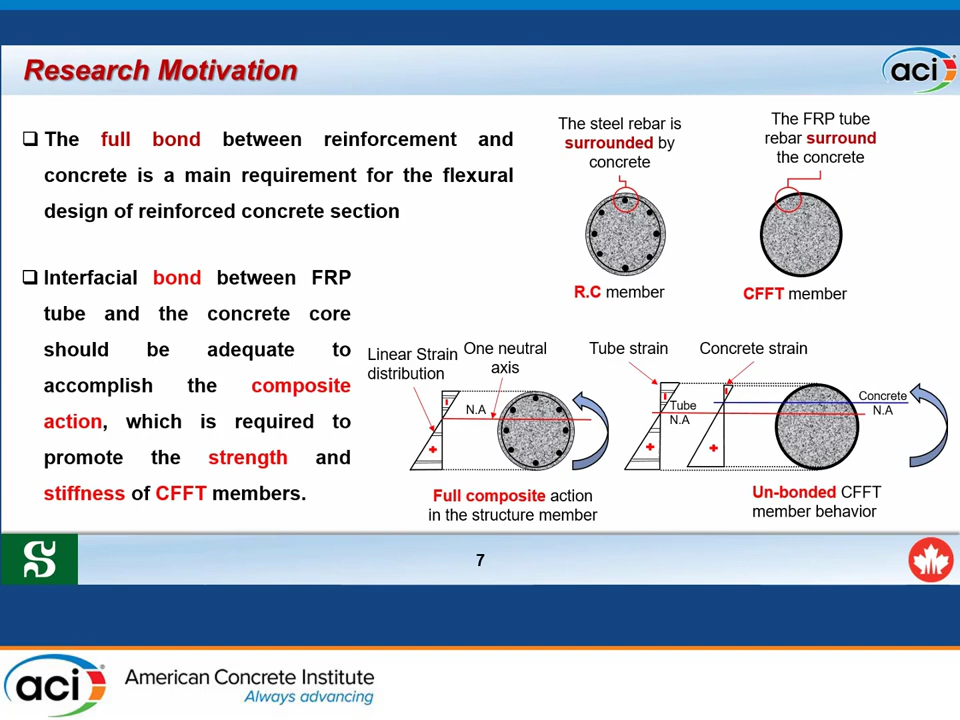 Research Motivation
aci
❑ The full bond between reinforcement and
concrete is a main requirement for the flexural
design of reinforced concrete section
The steel rebar is
surrounded by
concrete
R.C member
The FRP tube
rebar surround
the concrete
CFFT member
❑ Interfacial bond between FRP
tube and the concrete core
should be adequate to
accomplish the composite
action, which is required to
promote the strength and
stiffness of CFFT members.
Linear Strain
distribution
One neutral
axis
N.A
Full composite action
in the structure member
Tube strain
Concrete strain
Tube
N.A
Concrete
N.A
Un-bonded CFFT
member behavior
7
aci
American Concrete Institute
Always advancing